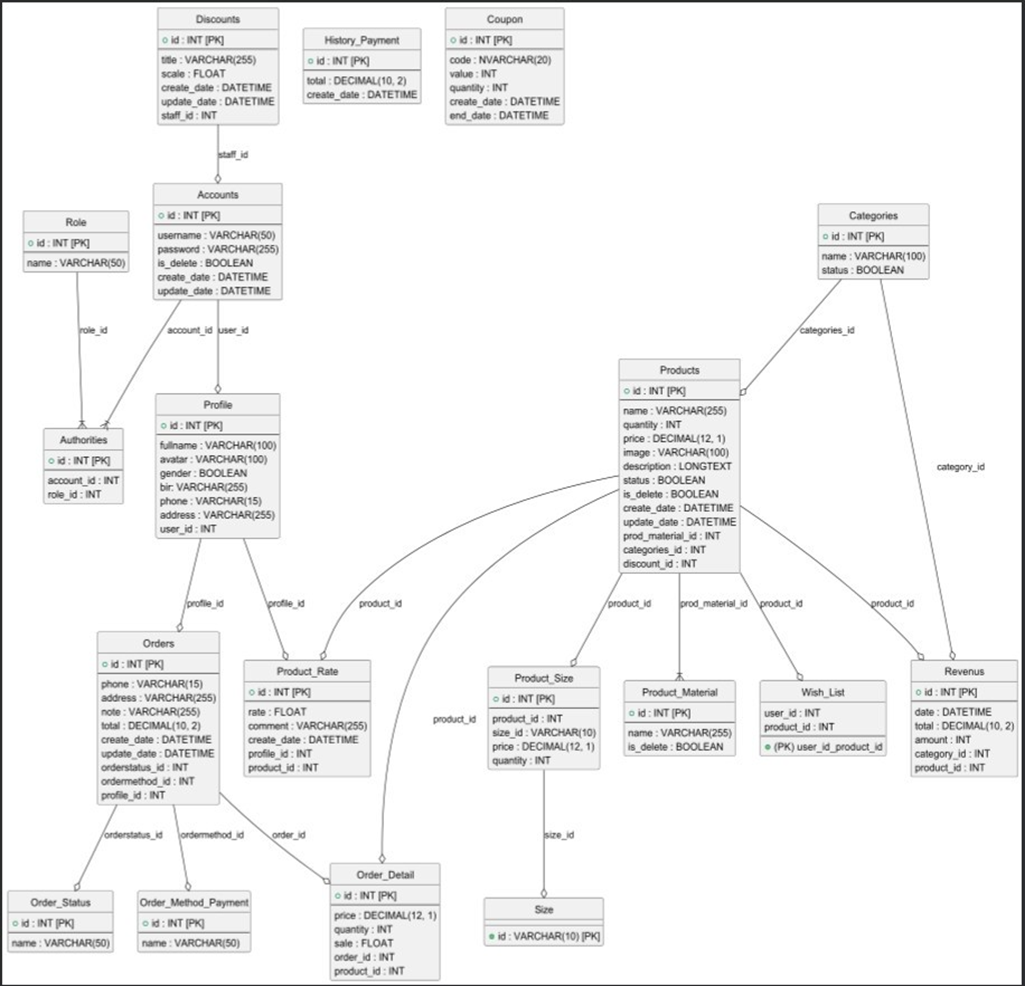 Discounts
id : INT [PK]
title : VARCHAR(255)
scale : FLOAT
create_date : DATETIME
update_date : DATETIME
staff_id : INT
History_Payment
id : INT [PK]
total : DECIMAL(10, 2)
create_date : DATETIME
Coupon
id : INT [PK]
code : NVARCHAR(20)
value : INT
quantity : INT
create_date : DATETIME
end_date : DATETIME
staff_id
Accounts
id : INT [PK]
username : VARCHAR(50)
password : VARCHAR(255)
is_delete : BOOLEAN
create_date : DATETIME
update_date : DATETIME
Role
id : INT [PK]
name : VARCHAR(50)
Categories
id : INT [PK]
name : VARCHAR(100)
status : BOOLEAN
role_id
account_id
user_id
categories_id
Products
id : INT [PK]
name : VARCHAR(255)
quantity : INT
price : DECIMAL(12, 1)
image : VARCHAR(100)
description : LONGTEXT
status : BOOLEAN
is_delete : BOOLEAN
create_date : DATETIME
update_date : DATETIME
prod_material_id : INT
categories_id : INT
discount_id : INT
Profile
id : INT [PK]
fullname : VARCHAR(100)
avatar : VARCHAR(100)
gender : BOOLEAN
bir: VARCHAR(255)
phone : VARCHAR(15)
address : VARCHAR(255)
user_id : INT
Authorities
id : INT [PK]
account_id : INT
role_id : INT
category_id
profile_id
profile_id
product_id
product_id
prod_material_id
product_id
product_id
Orders
id : INT [PK]
phone : VARCHAR(15)
address : VARCHAR(255)
note : VARCHAR(255)
total : DECIMAL(10, 2)
create_date : DATETIME
update_date : DATETIME
orderstatus_id : INT
ordermethod_id : INT
profile_id : INT
Product_Rate
id : INT [PK]
rate : FLOAT
comment : VARCHAR(255)
create_date : DATETIME
profile_id : INT
product_id : INT
product_id
Product_Size
id : INT [PK]
product_id : INT
size_id : VARCHAR(10)
price : DECIMAL(12, 1)
quantity : INT
Product_Material
id : INT [PK]
name : VARCHAR(255)
is_delete : BOOLEAN
Wish_List
user_id : INT
product_id : INT
(PK) user_id_product_id
Revenus
id : INT [PK]
date : DATETIME
total : DECIMAL(10, 2)
amount : INT
category_id : INT
product_id : INT
orderstatus_id
ordermethod_id
order_id
size_id
Order_Status
id : INT [PK]
name : VARCHAR(50)
Order_Method_Payment
id : INT [PK]
name : VARCHAR(50)
Order_Detail
id : INT [PK]
price : DECIMAL(12, 1)
quantity : INT
sale : FLOAT
order_id : INT
product_id : INT
Size
id : VARCHAR(10) [PK]